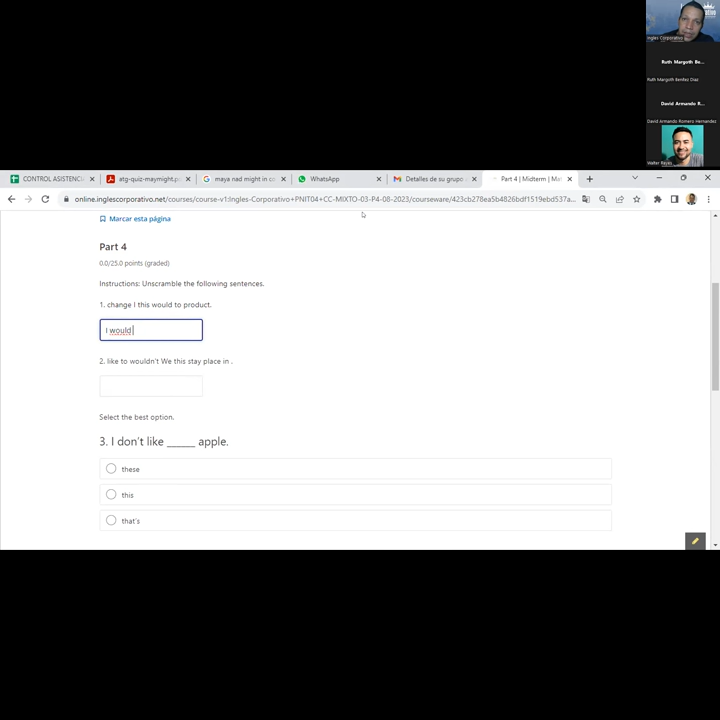 Ingles Corporativo
Ruth Margoth Be...
Ruth Margoth Benitez Diaz
David Armando R...
David Armando Romero Hernandez
Walter Reyes
CONTROL ASISTENCI
atg-quiz-maymight.p
maya nad might in ce
WhatsApp
Detalles de su grupo
Part 4 | Midterm | Ma
online.inglescorporativo.net/courses/course-v1:Ingles-Corporativo+PNIT04+CC-MIXTO-03-P4-08-2023/courseware/423cb278ea5b4826bdf1519ebd537a...
Marcar esta página
Part 4
0.0/25.0 points (graded)
Instructions: Unscramble the following sentences.
1. change I this would to product.
I would
2. like to wouldn't We this stay place in .
Select the best option.
3. I don't like ______ apple.
these
this
that's